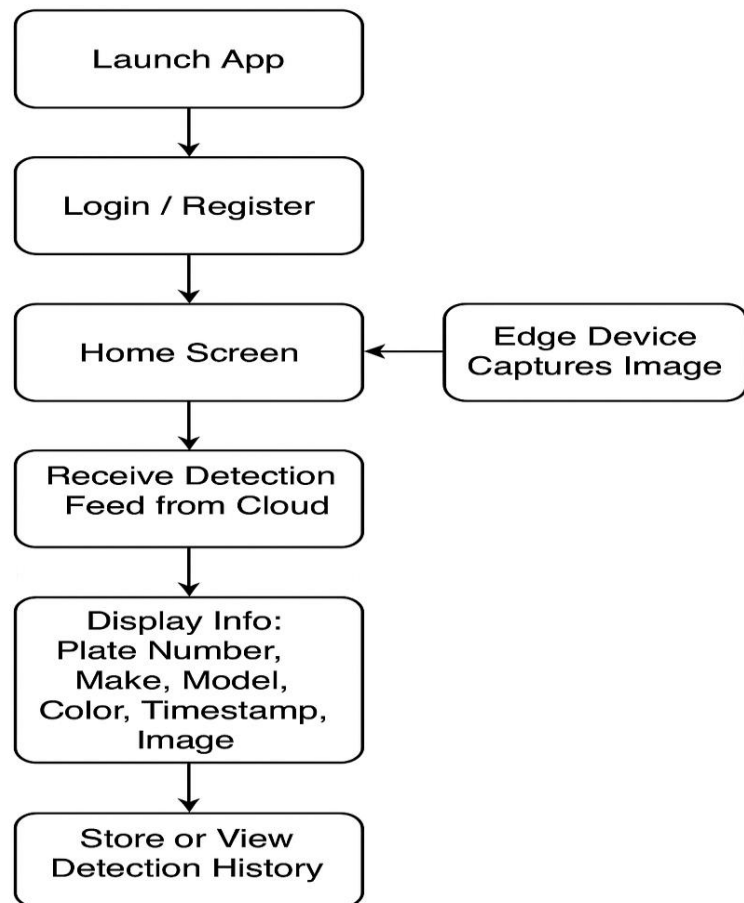 Launch App
Login / Register
Home Screen
Edge Device
Captures Image
Receive Detection
Feed from Cloud
Display Info:
Plate Number,
Make, Model,
Color, Timestamp,
Image
Store or View
Detection History